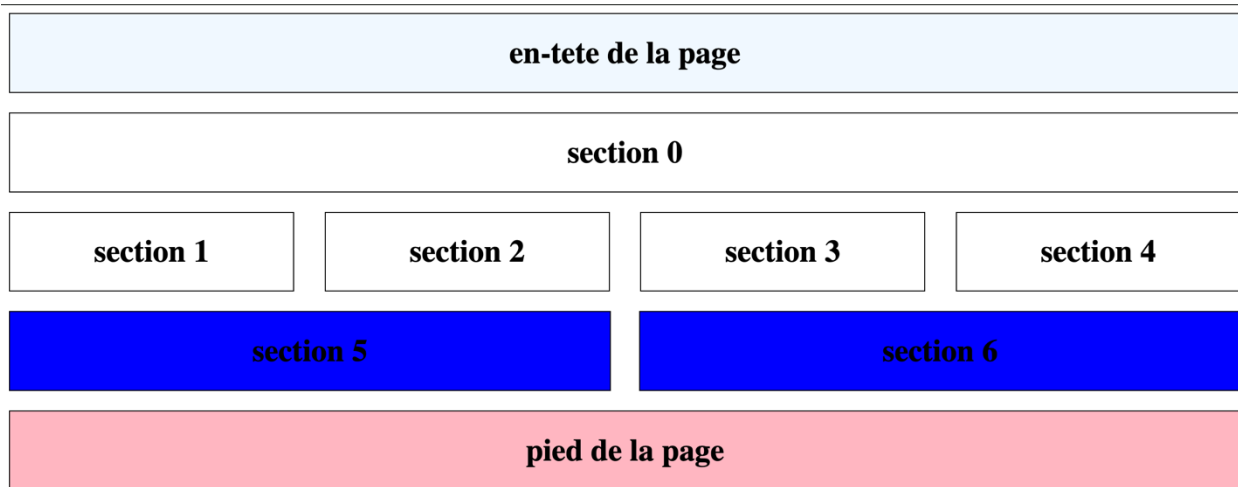 en-tete de la page
section 0
section 1 section 2 section 3 section 4
section 5 section 6
pied de la page